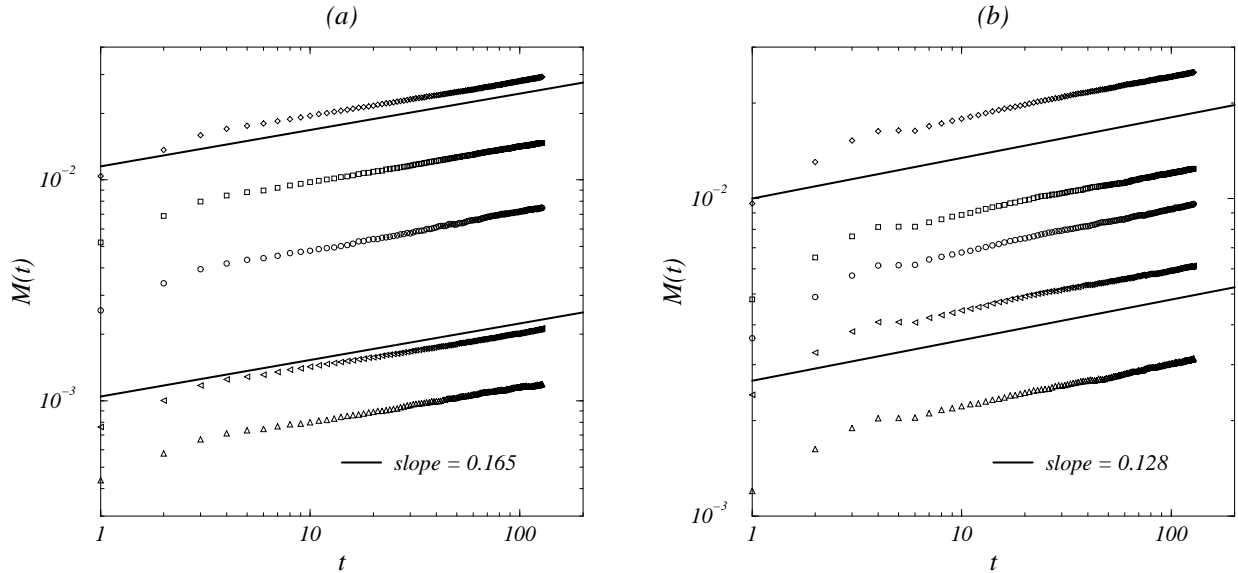 (a)
(b)
10^-2
10^-3
M(t)
1
10
100
t
slope = 0.165
10^-2
10^-3
M(t)
1
10
100
t
slope = 0.128